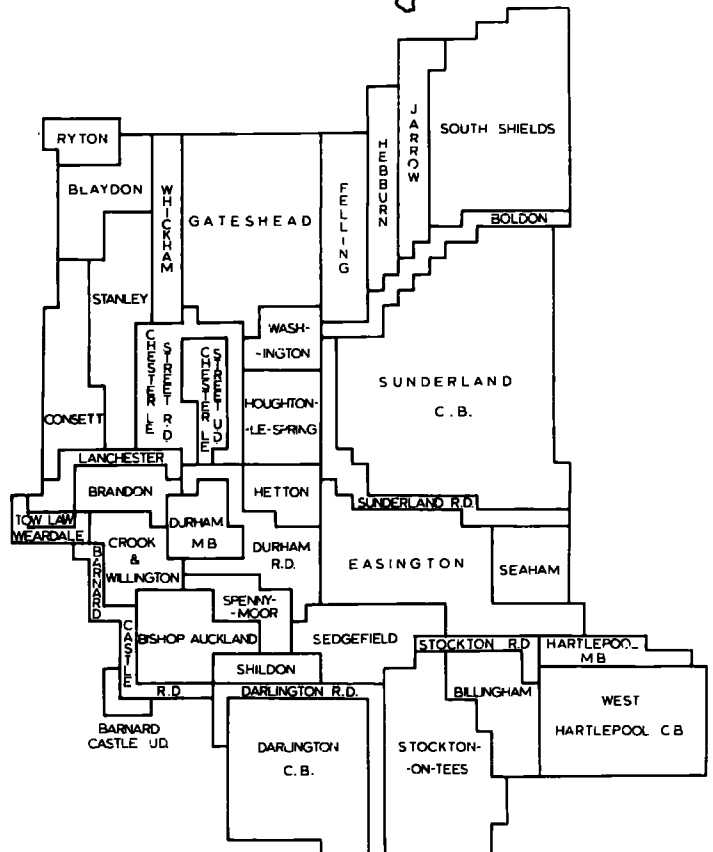 SOUTH SHIELDS
JARROW
HEBBURN
RYTON
BLAYDON
WHICKHAM
GATESHEAD
FELLING
BOLDON
STANLEY
WASH-
-INGTON
CHESTER LE
STREET R.D.
CHESTER LE
STREET UD
SUNDERLAND
C.B.
HOUGHTON-
-LE-SPRING
CONSETT
LANCHESTER
BRANDON
HETTON
SUNDERLAND R.D.
TOW LAW
WEARDALE
DURHAM
M B
CROOK
&
WILLINGTON
DURHAM
R.D.
EASINGTON
SEAHAM
BARNARD
CASTLE
R.D
SPENNY-
-MOOR
BISHOP AUCKLAND
SEDGEFIELD
STOCKTON R.D
HARTLEPOOL
M B
SHILDON
DARLINGTON R.D.
BILLINGHAM
WEST
HARTLEPOOL C B
BARNARD
CASTLE UD.
DARLINGTON
C.B.
STOCKTON-
-ON-TEES